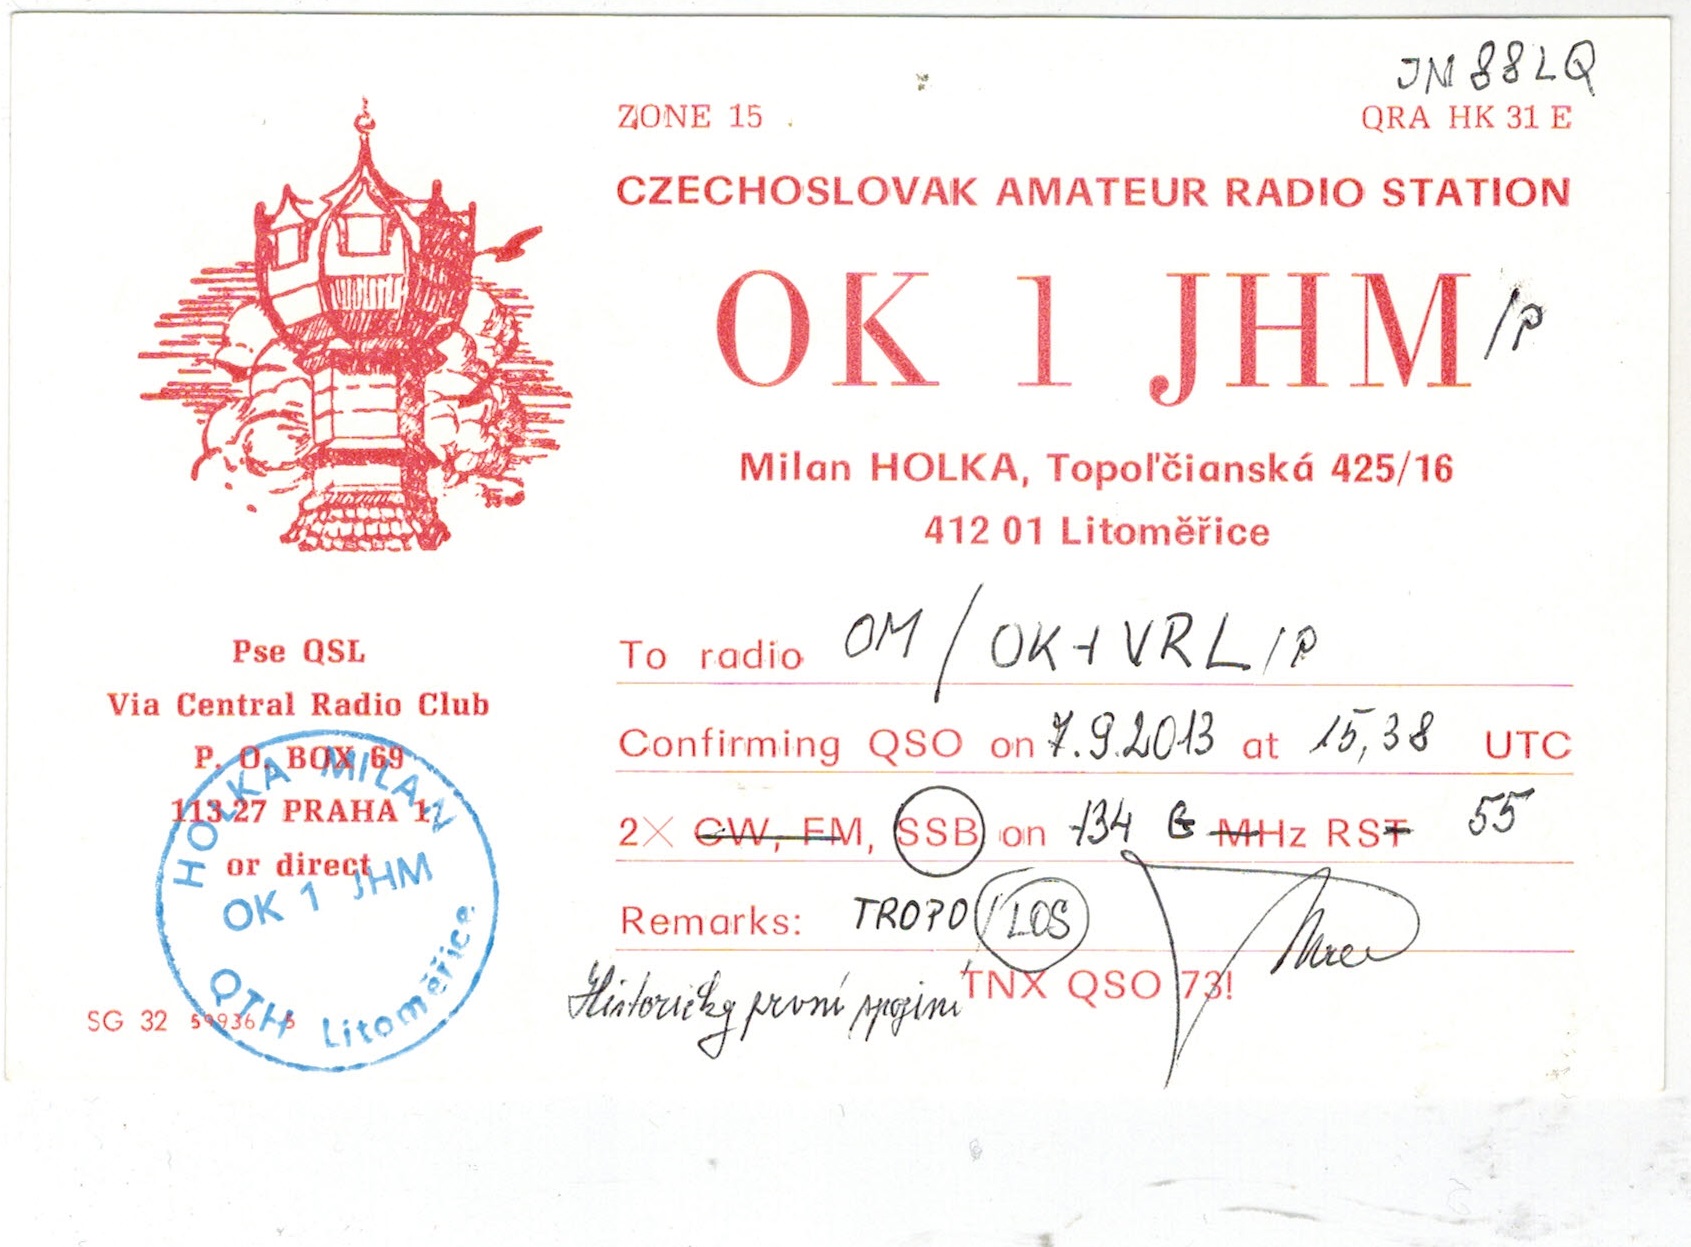 JN88LQ
ZONE 15
QRA HK 31 E
CZECHOSLOVAK AMATEUR RADIO STATION
OK 1 JHM/P
Milan HOLKA, Topoľčianská 425/16
412 01 Litoměřice
To radio OM / OK1VRL/P
Confirming QSO on 7.9.2013 at 15,38 UTC
2X CW, FM, SSB on 134 G MHz RST 55
Remarks: TROPO / LOS
Historicky první spojení
TNX QSO 73!
Pse QSL
Via Central Radio Club
P. O. BOX 69
113 27 PRAHA 1,
or direct
HOLKA MILAN
OK 1 JHM
QTH Litoměřice
SG 32